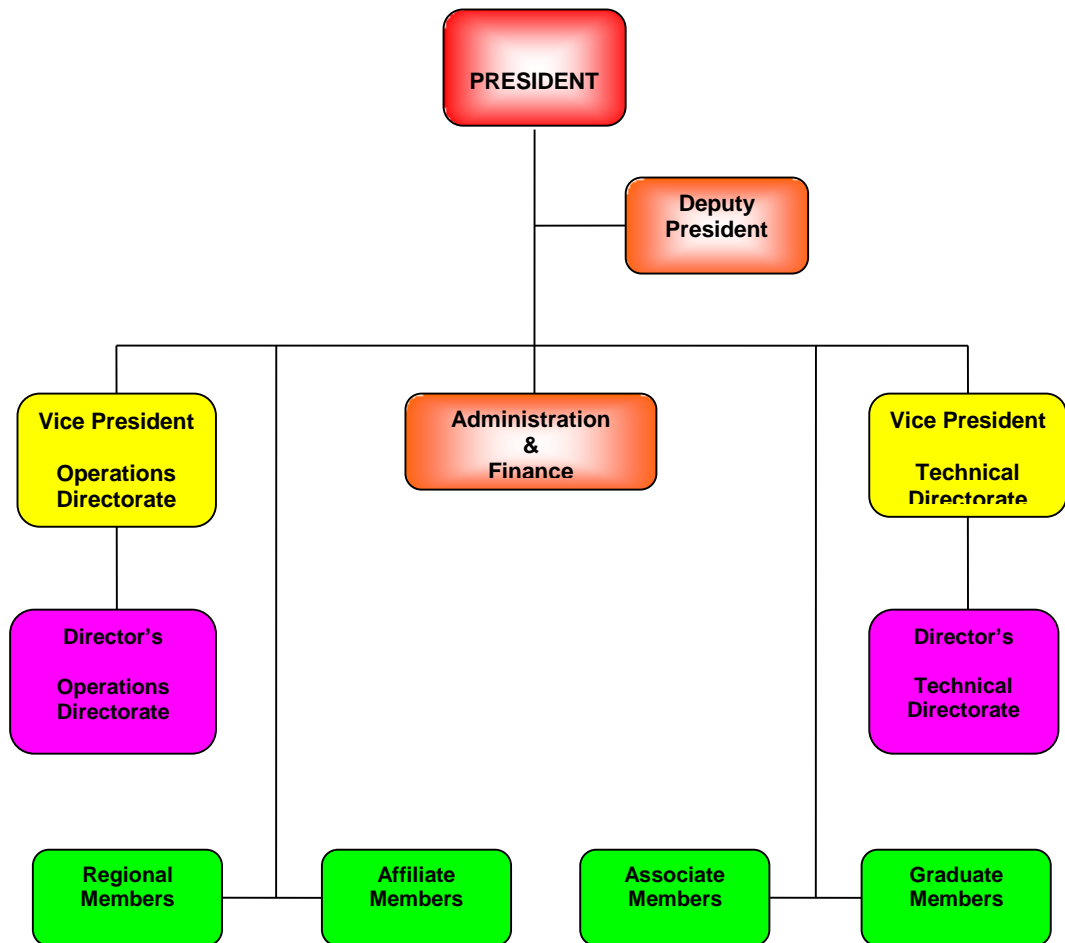 PRESIDENT
Deputy
President
Vice President
Operations
Directorate
Administration
&
Finance
Vice President
Technical
Directorate
Director’s
Operations
Directorate
Director’s
Technical
Directorate
Regional
Members
Affiliate
Members
Associate
Members
Graduate
Members